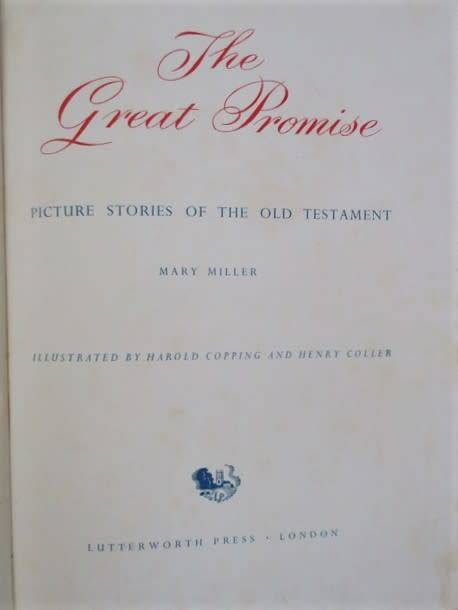 The
Great Promise
PICTURE STORIES OF THE OLD TESTAMENT
MARY MILLER
ILLUSTRATED BY HAROLD COPPING AND HENRY COLLER
LUTTERWORTH PRESS · LONDON